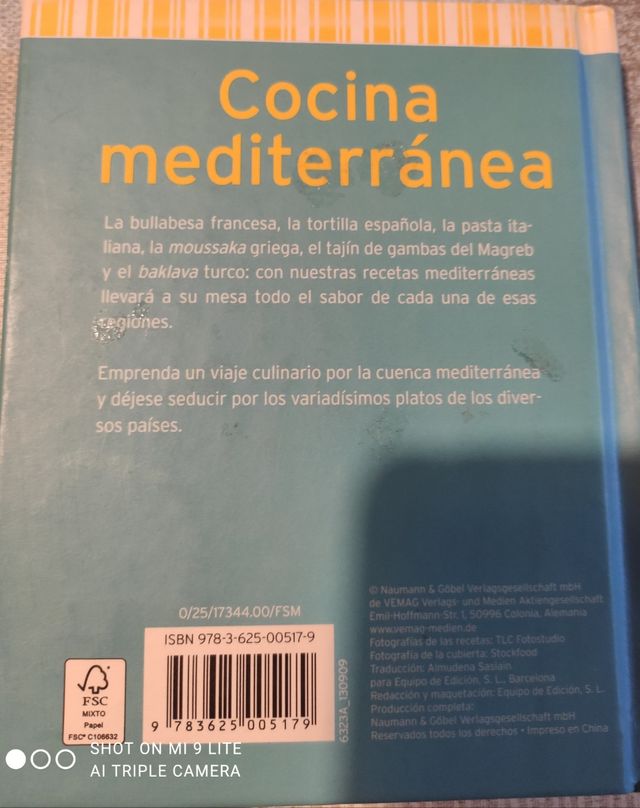 Cocina
mediterránea
La bullabesa francesa, la tortilla española, la pasta ita-
liana, la moussaka griega, el tajín de gambas del Magreb
y el baklava turco: con nuestras recetas mediterráneas
llevará a su mesa todo el sabor de cada una de esas
regiones.
Emprenda un viaje culinario por la cuenca mediterránea
y déjese seducir por los variadísimos platos de los diver-
sos países.
© Naumann & Göbel Verlagsgesellschaft mbH
de VEMAG Verlags- und Medien Aktiengesellschaft
Emil-Hoffmann-Str. 1, 50996 Colonia, Alemania
www.vemag-medien.de
Fotografías de las recetas: TLC Fotostudio
Fotografía de la cubierta: Stockfood
Traducción: Almudena Sasiain
para Equipo de Edición, S. L., Barcelona
Redacción y maquetación: Equipo de Edición, S. L.
Producción completa:
Naumann & Göbel Verlagsgesellschaft mbH
Reservados todos los derechos • Impreso en China
0/25/17344.00/FSM
ISBN 978-3-625-00517-9
9 783625 005179
6323A_130909
FSC
MIXTO
Papel
FSC® C106632
SHOT ON MI 9 LITE
AI TRIPLE CAMERA